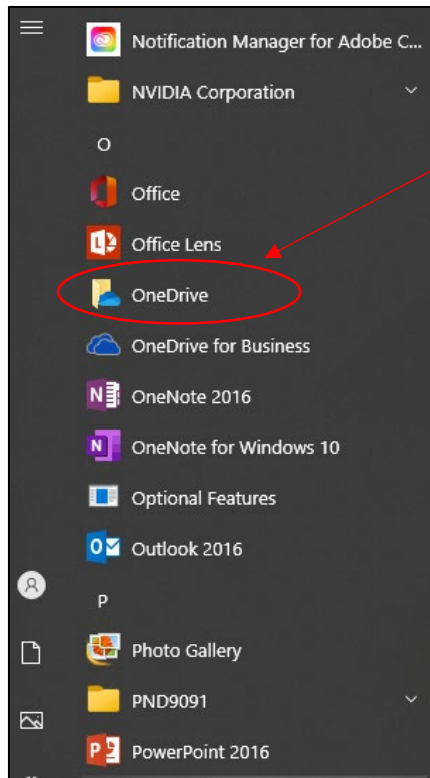 Notification Manager for Adobe C...
NVIDIA Corporation
O
Office
Office Lens
OneDrive
OneDrive for Business
OneNote 2016
OneNote for Windows 10
Optional Features
Outlook 2016
P
Photo Gallery
PND9091
PowerPoint 2016